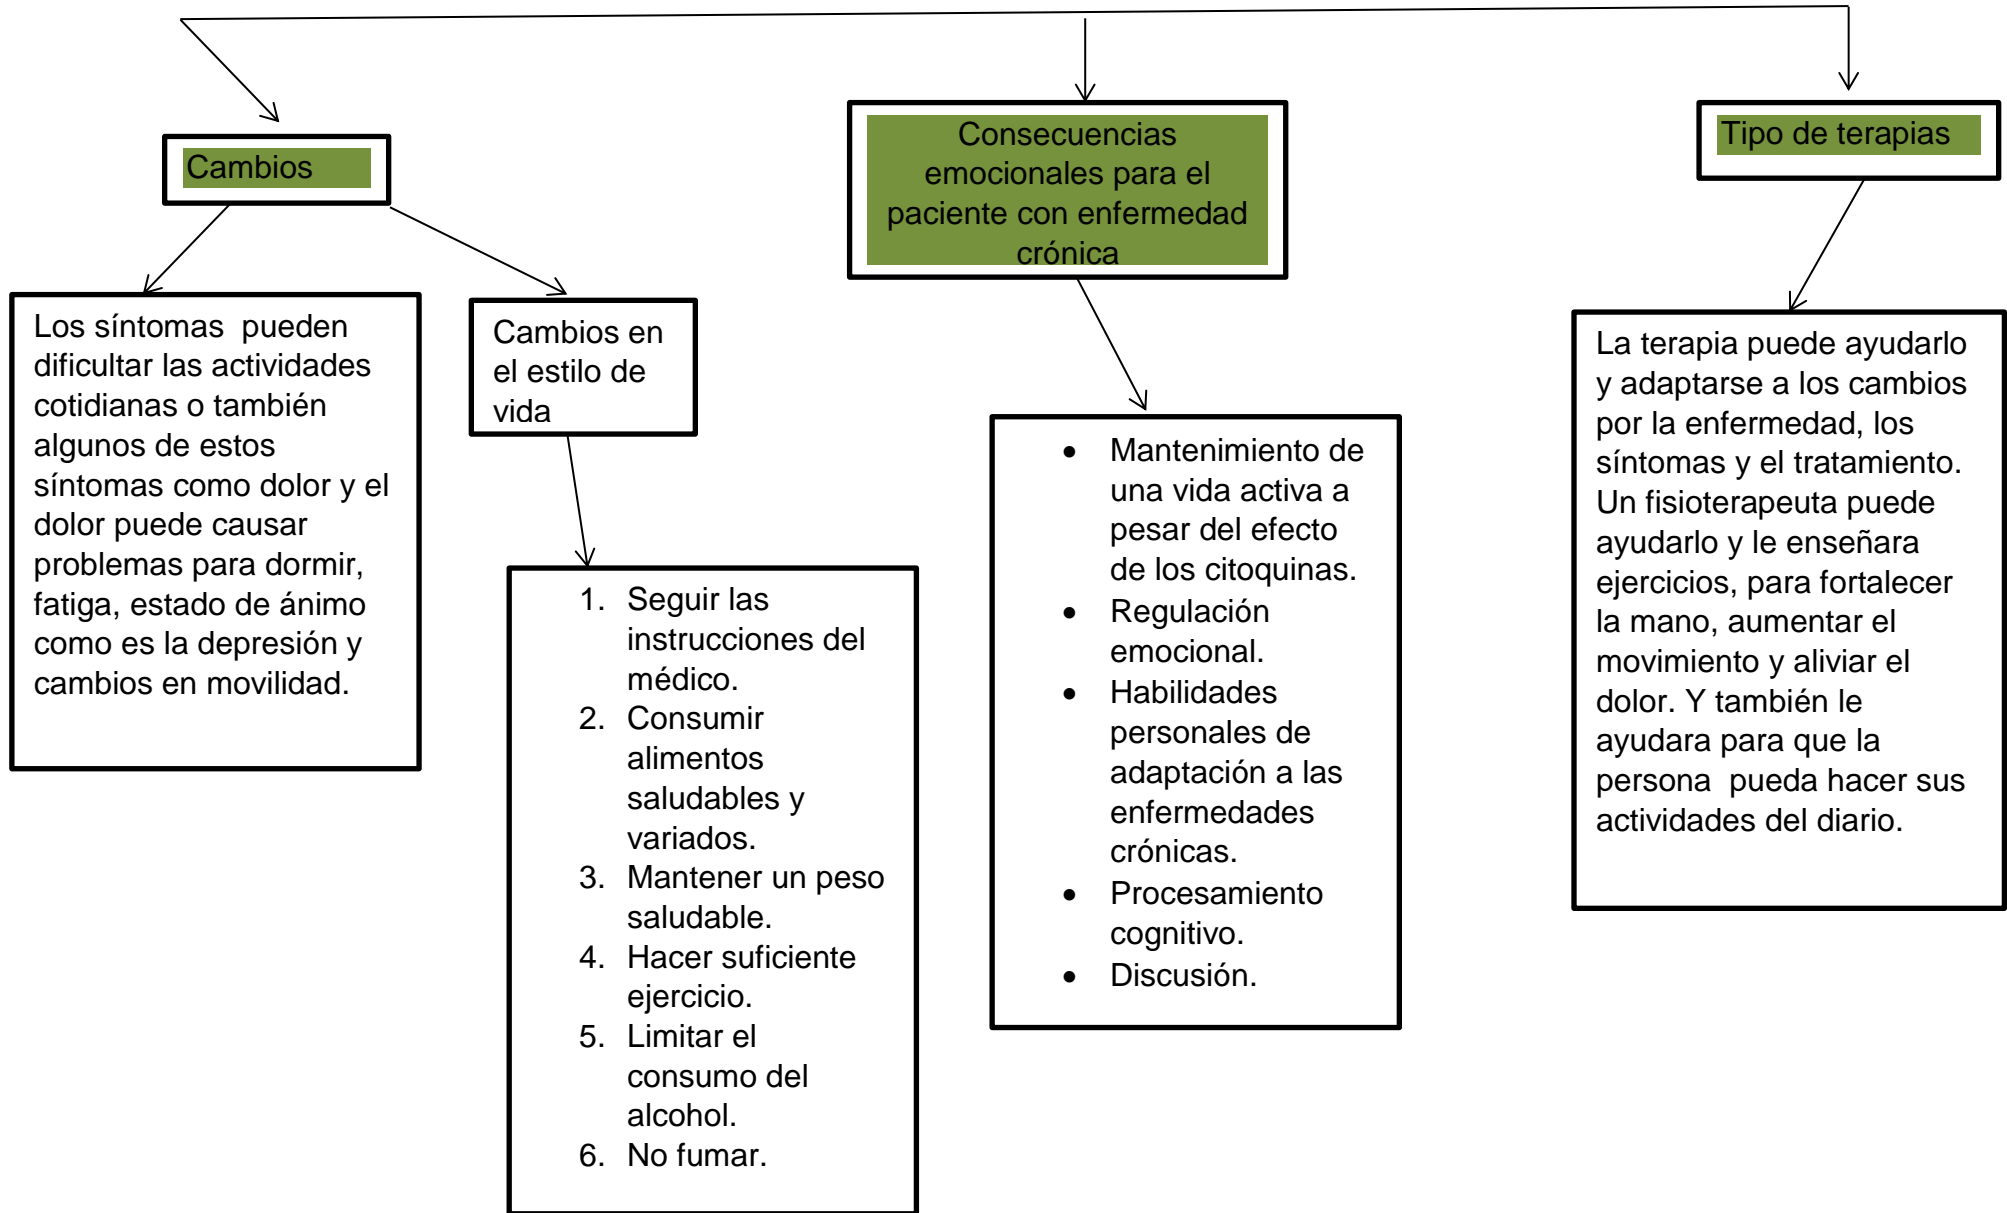 Cambios
Consecuencias
emocionales para el
paciente con enfermedad
crónica
Tipo de terapias
Los síntomas  pueden
dificultar las actividades
cotidianas o también
algunos de estos
síntomas como dolor y el
dolor puede causar
problemas para dormir,
fatiga, estado de ánimo
como es la depresión y
cambios en movilidad.
Cambios en
el estilo de
vida
1. Seguir las
instrucciones del
médico.
2. Consumir
alimentos
saludables y
variados.
3. Mantener un peso
saludable.
4. Hacer suficiente
ejercicio.
5. Limitar el
consumo del
alcohol.
6. No fumar.
• Mantenimiento de
una vida activa a
pesar del efecto
de los citoquinas.
• Regulación
emocional.
• Habilidades
personales de
adaptación a las
enfermedades
crónicas.
• Procesamiento
cognitivo.
• Discusión.
La terapia puede ayudarlo
y adaptarse a los cambios
por la enfermedad, los
síntomas y el tratamiento.
Un fisioterapeuta puede
ayudarlo y le enseñara
ejercicios, para fortalecer
la mano, aumentar el
movimiento y aliviar el
dolor. Y también le
ayudara para que la
persona  pueda hacer sus
actividades del diario.